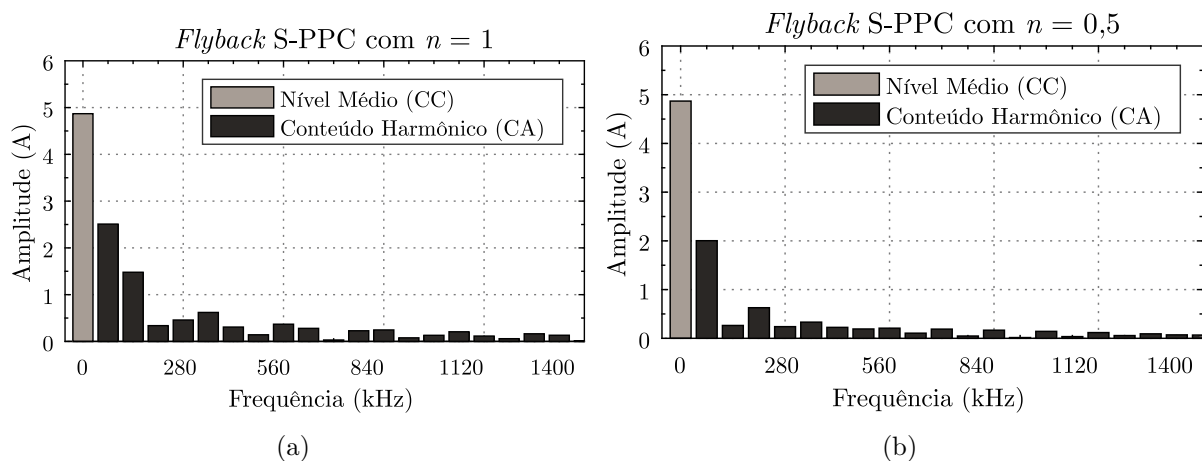 Flyback S-PPC com n = 1
6
5
4
3
2
1
0
Amplitude (A)
Nível Médio (CC)
Conteúdo Harmônico (CA)
0 280 560 840 1120 1400
Frequência (kHz)
(a)
Flyback S-PPC com n = 0,5
6
5
4
3
2
1
0
Amplitude (A)
Nível Médio (CC)
Conteúdo Harmônico (CA)
0 280 560 840 1120 1400
Frequência (kHz)
(b)